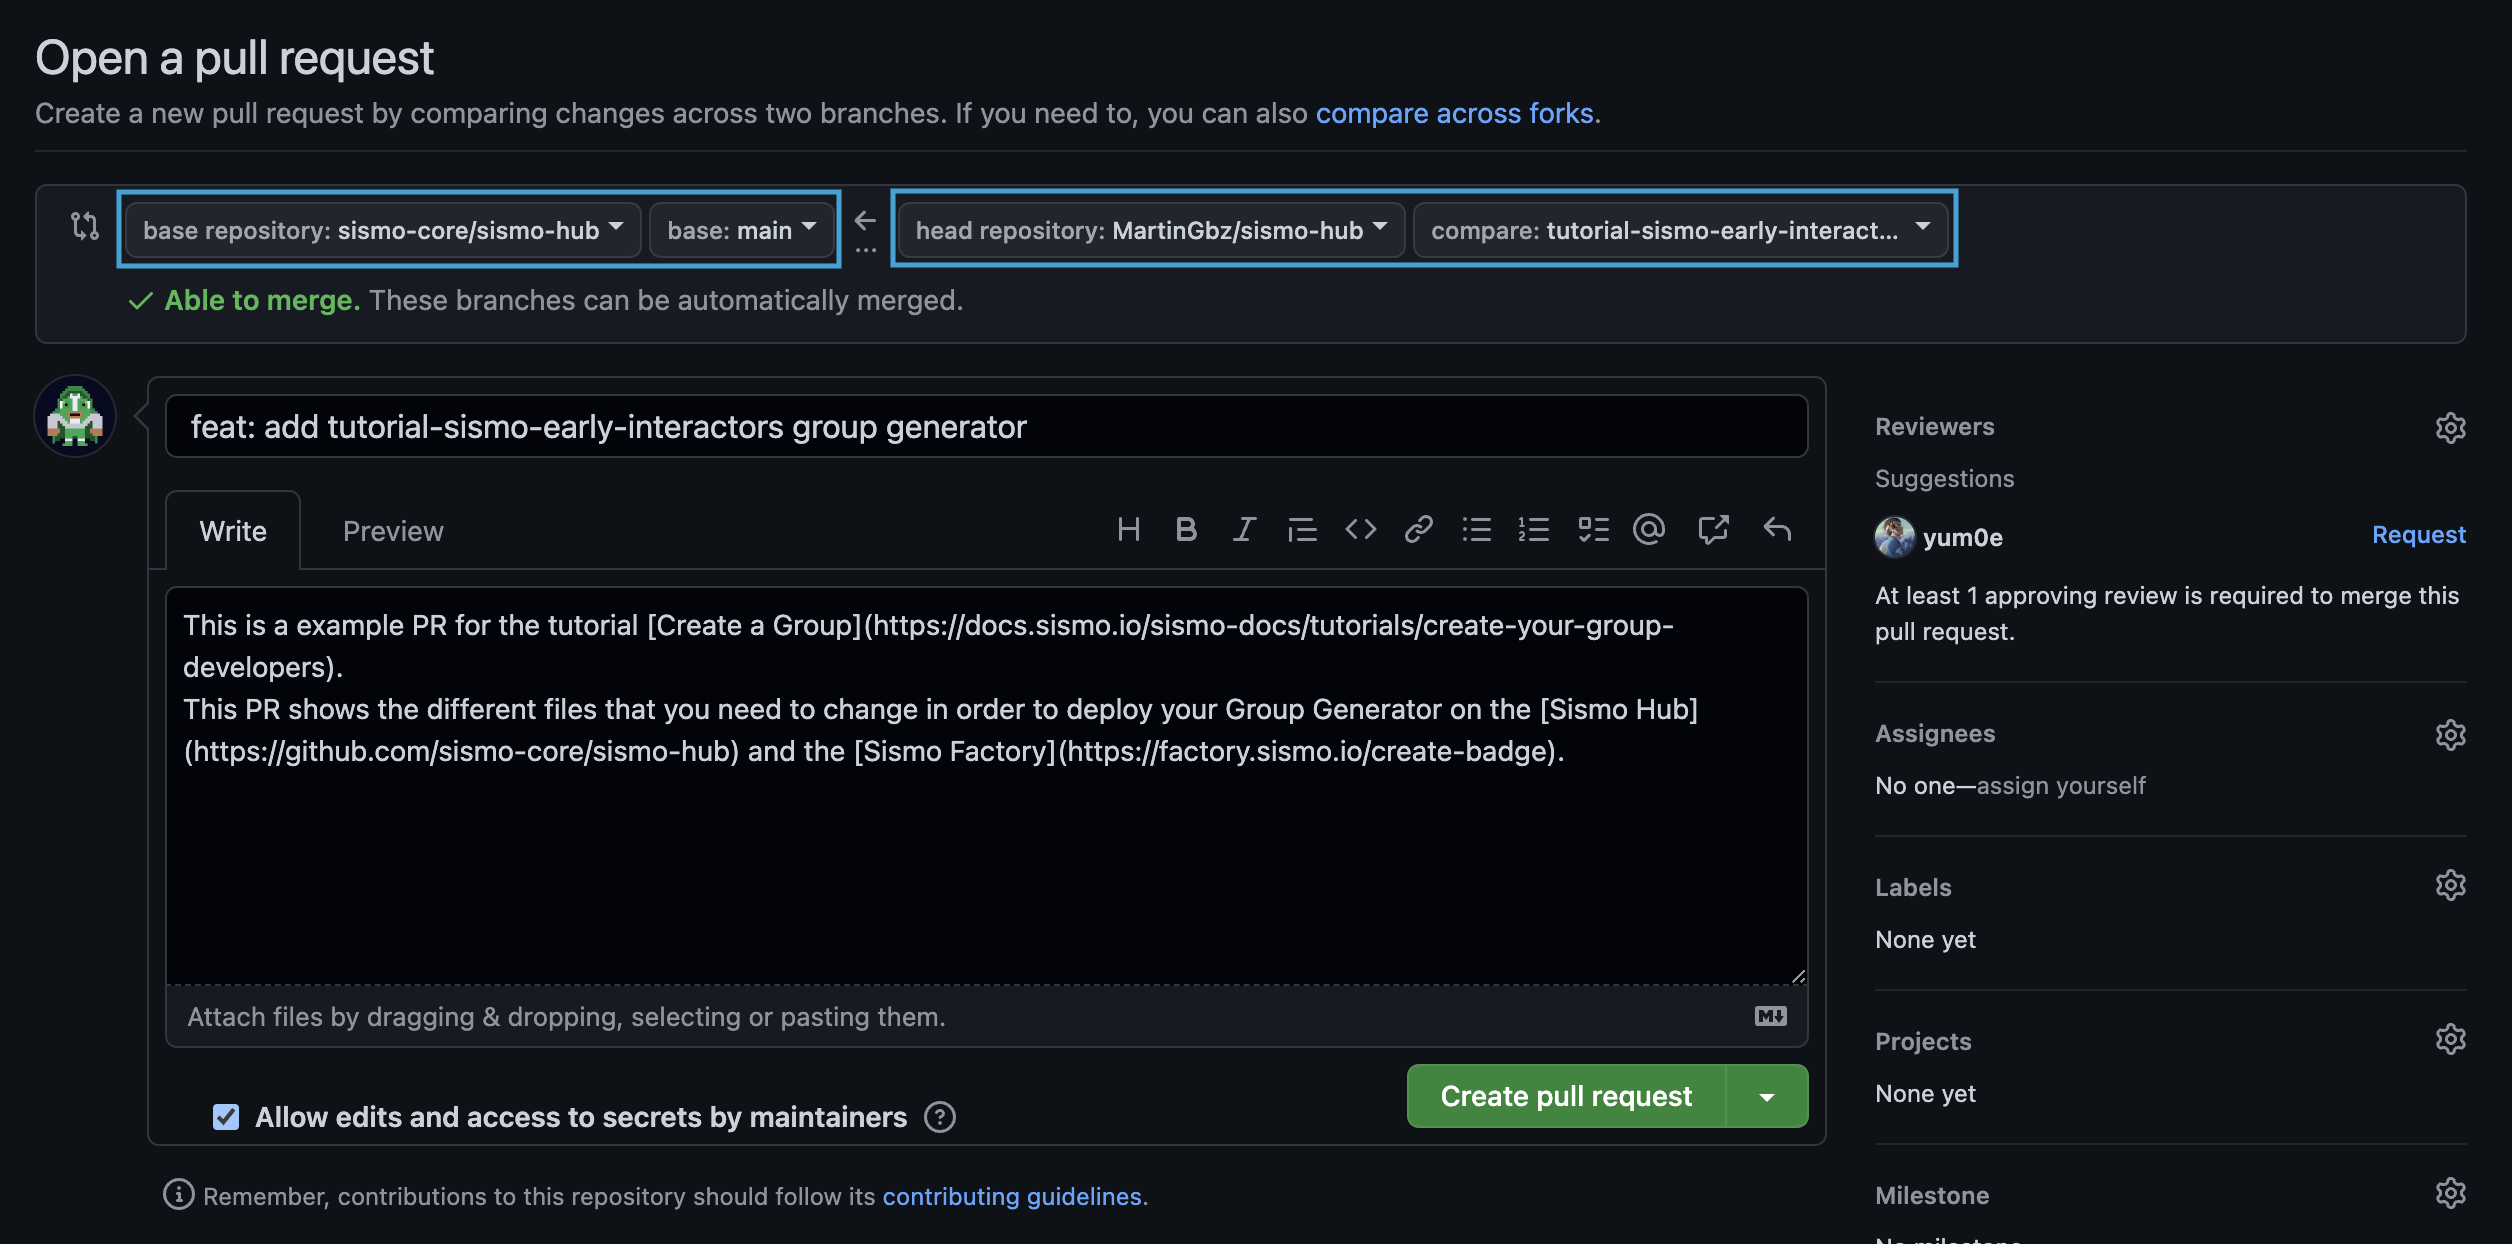 Open a pull request
Create a new pull request by comparing changes across two branches. If you need to, you can also compare across forks.
base repository: sismo-core/sismo-hub base: main ← ... head repository: MartinGbz/sismo-hub compare: tutorial-sismo-early-interact...
Able to merge. These branches can be automatically merged.
feat: add tutorial-sismo-early-interactors group generator
Write Preview
This is a example PR for the tutorial [Create a Group](https://docs.sismo.io/sismo-docs/tutorials/create-your-group-
developers).
This PR shows the different files that you need to change in order to deploy your Group Generator on the [Sismo Hub]
(https://github.com/sismo-core/sismo-hub) and the [Sismo Factory](https://factory.sismo.io/create-badge).
Attach files by dragging & dropping, selecting or pasting them.
Allow edits and access to secrets by maintainers
Create pull request
Remember, contributions to this repository should follow its contributing guidelines.
Reviewers
Suggestions
yum0e Request
At least 1 approving review is required to merge this
pull request.
Assignees
No one—assign yourself
Labels
None yet
Projects
None yet
Milestone
No milestone